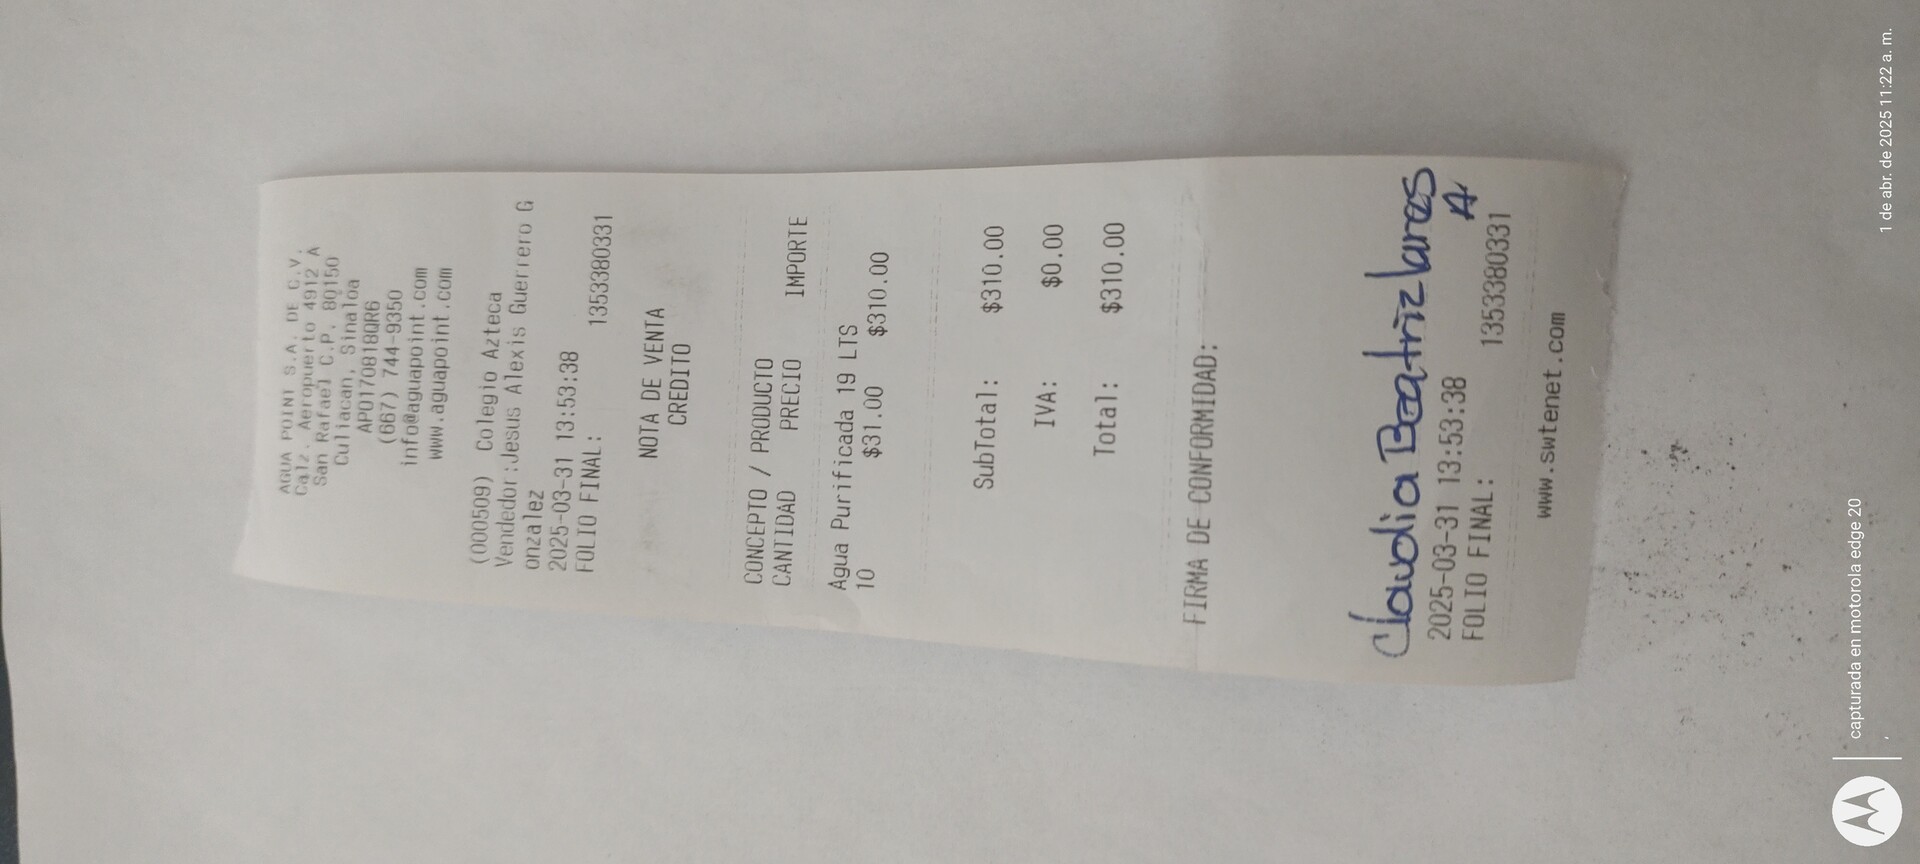 AGUA POINT S.A. DE C.V.
Calz. Aeropuerto 4912 A
San Rafael C.P. 80150
Culiacan, Sinaloa
APO170818QR6
(667) 744-9350
info@aguapoint.com
www.aguapoint.com
(000509) Colegio Azteca
Vendedor:Jesus Alexis Guerrero G
onzalez
2025-03-31 13:53:38
FOLIO FINAL: 1353380331
NOTA DE VENTA
CREDITO
CONCEPTO / PRODUCTO
CANTIDAD PRECIO IMPORTE
Agua Purificada 19 LTS
10 $31.00 $310.00
SubTotal: $310.00
IVA: $0.00
Total: $310.00
FIRMA DE CONFORMIDAD:
Claudia Beatriz Lares
A
2025-03-31 13:53:38
FOLIO FINAL: 1353380331
www.swtenet.com
capturada en motorola edge 20
,
1 de abr. de 2025 11:22 a. m.